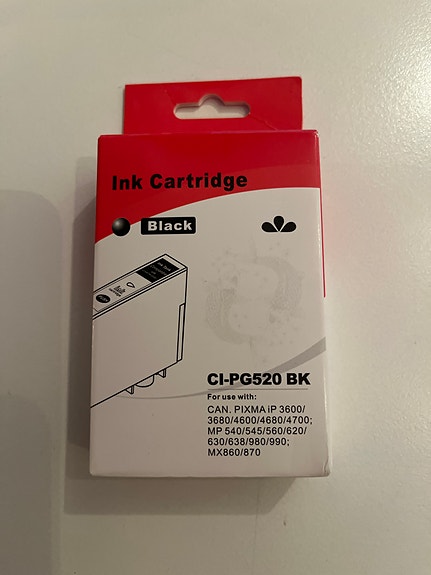 Ink Cartridge
Black
CI-PG520 BK
For use with:
CAN. PIXMA iP 3600/
3680/4600/4680/4700;
MP 540/545/560/620/
630/638/980/990;
MX860/870